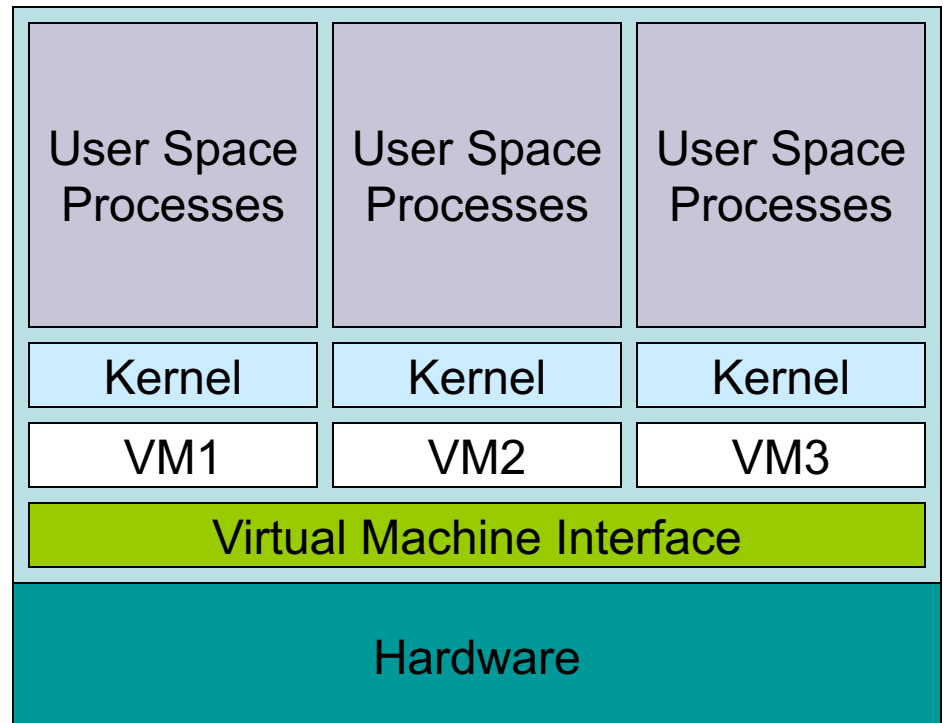 User Space
Processes
User Space
Processes
User Space
Processes
Kernel
Kernel
Kernel
VM1
VM2
VM3
Virtual Machine Interface
Hardware